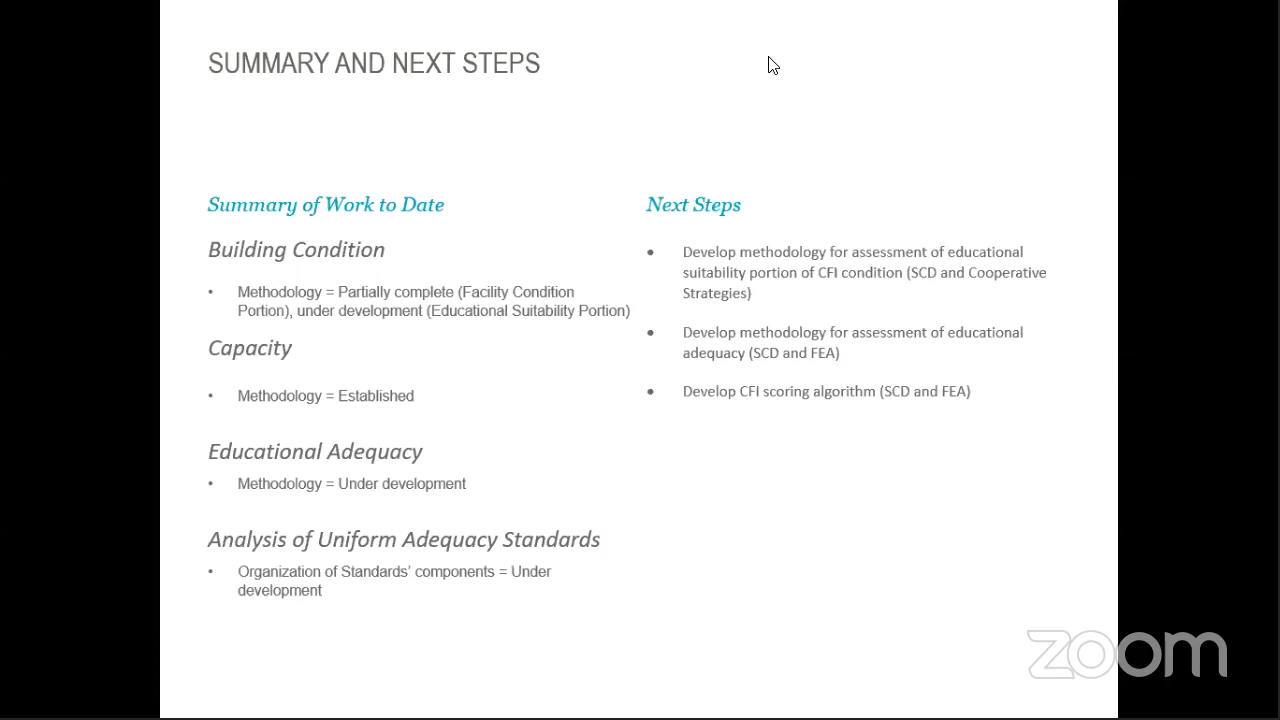 SUMMARY AND NEXT STEPS
Summary of Work to Date
Building Condition
• Methodology = Partially complete (Facility Condition
Portion), under development (Educational Suitability Portion)
Capacity
• Methodology = Established
Educational Adequacy
• Methodology = Under development
Analysis of Uniform Adequacy Standards
• Organization of Standards’ components = Under
development
Next Steps
• Develop methodology for assessment of educational
suitability portion of CFI condition (SCD and Cooperative
Strategies)
• Develop methodology for assessment of educational
adequacy (SCD and FEA)
• Develop CFI scoring algorithm (SCD and FEA)
zoom